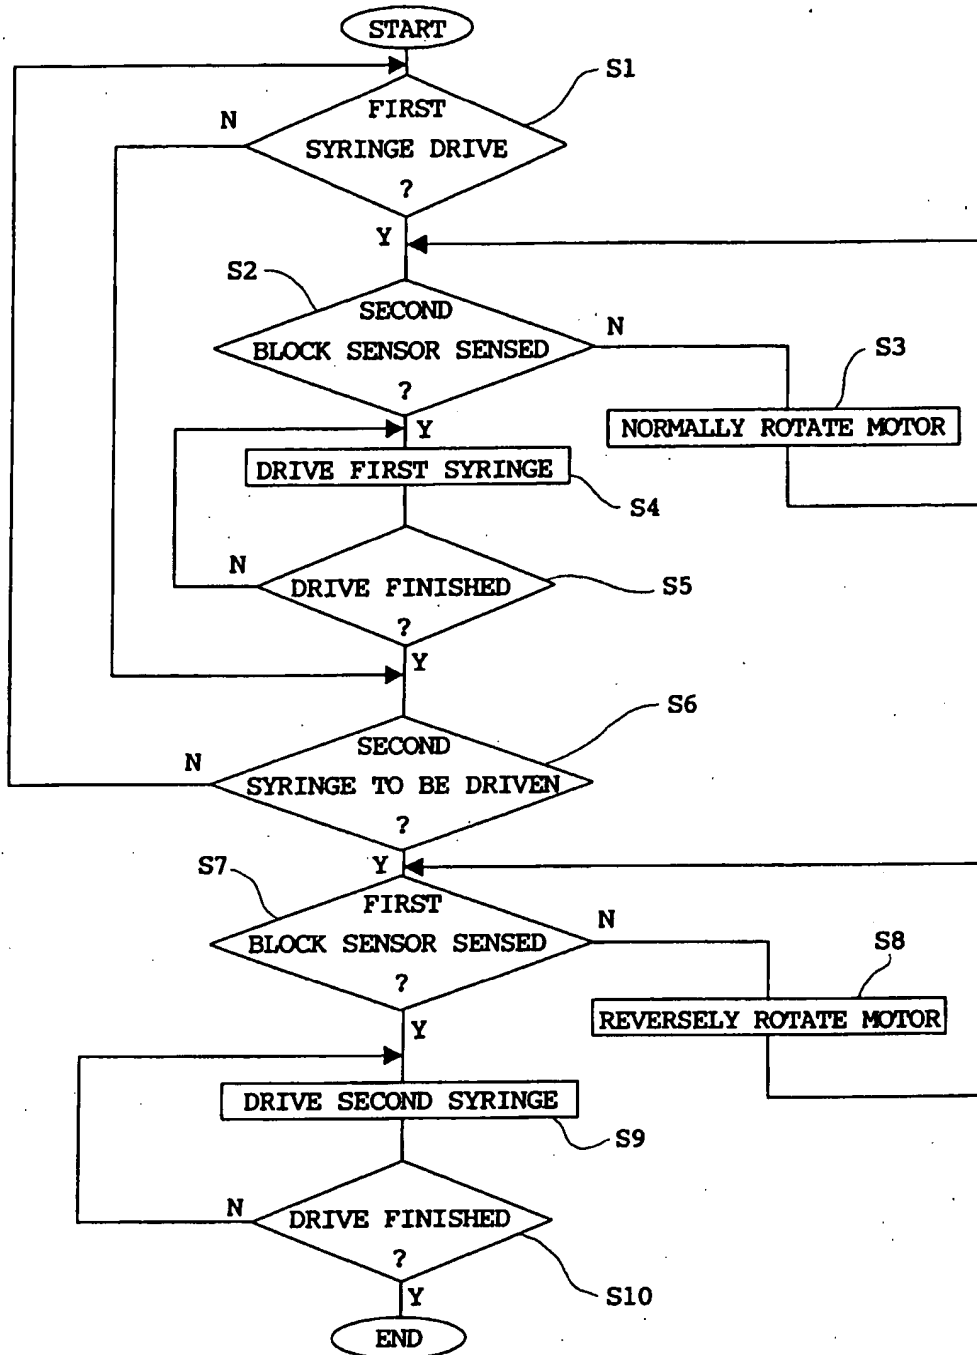 START
S1
FIRST
N
SYRINGE DRIVE
?
Y
S2
SECOND
N
BLOCK SENSOR SENSED
S3
?
Y
NORMALLY ROTATE MOTOR
DRIVE FIRST SYRINGE
S4
N
DRIVE FINISHED
S5
?
Y
S6
SECOND
N
SYRINGE TO BE DRIVEN
?
Y
S7
FIRST
N
BLOCK SENSOR SENSED
S8
?
REVERSELY ROTATE MOTOR
Y
DRIVE SECOND SYRINGE
S9
N
DRIVE FINISHED
?
S10
Y
END